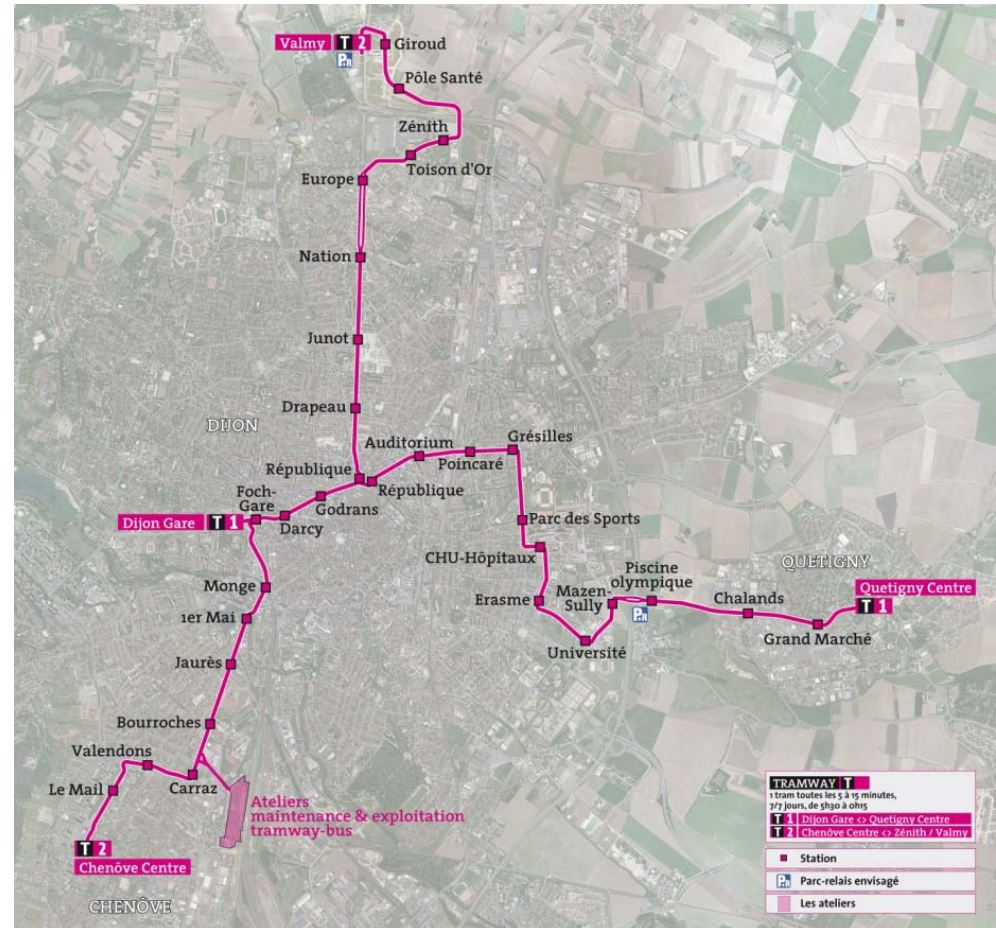 Valmy T 2
P+R
Giroud
Pôle Santé
Zénith
Toison d'Or
Europe
Nation
Junot
Drapeau
DIJON
République
République
Auditorium
Poincaré
Grésilles
Foch-
Gare
Darcy
Godrans
Dijon Gare T 1
Parc des Sports
CHU-Hôpitaux
Erasme
Université
Mazen-
Sully
Piscine
olympique
P+R
QUETIGNY
Chalands
Grand Marché
Quetigny Centre
T 1
Monge
1er Mai
Jaurès
Bourroches
Valendons
Carraz
Le Mail
T 2
Chenôve Centre
CHENÔVE
Ateliers
maintenance & exploitation
tramway-bus
TRAMWAY T
1 tram toutes les 5 à 15 minutes,
7/7 jours, de 5h30 à 0h15
T 1 Dijon Gare <> Quetigny Centre
T 2 Chenôve Centre <> Zénith / Valmy
Station
P+R Parc-relais envisagé
Les ateliers